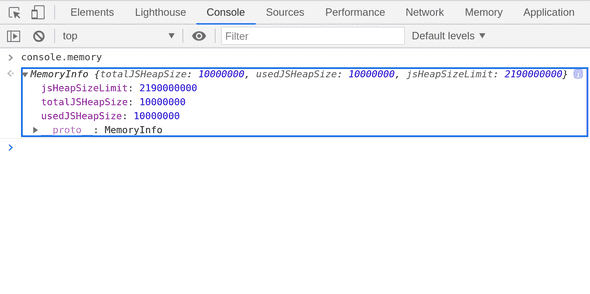 Elements Lighthouse Console Sources Performance Network Memory Application
top Filter Default levels
console.memory
MemoryInfo {totalJSHeapSize: 10000000, usedJSHeapSize: 10000000, jsHeapSizeLimit: 2190000000} i
jsHeapSizeLimit: 2190000000
totalJSHeapSize: 10000000
usedJSHeapSize: 10000000
__proto__: MemoryInfo